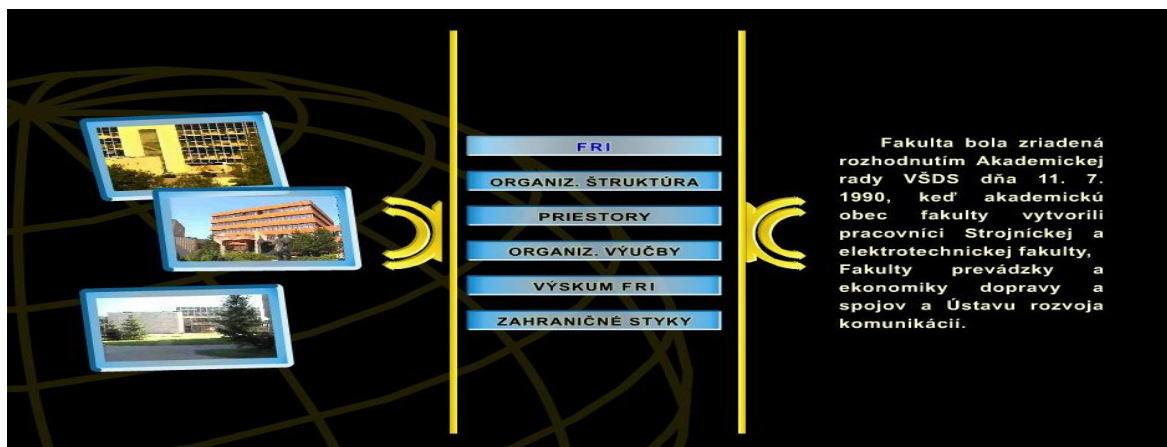 FRI
ORGANIZ. ŠTRUKTÚRA
PRIESTORY
ORGANIZ. VÝUČBY
VÝSKUM FRI
ZAHRANIČNÉ STYKY
Fakulta bola zriadená
rozhodnutím Akademickej
rady VŠDS dňa 11. 7.
1990, keď akademickú
obec fakulty vytvorili
pracovníci Strojníckej a
elektrotechnickej fakulty,
Fakulty prevádzky a
ekonomiky dopravy a
spojov a Ústavu rozvoja
komunikácií.